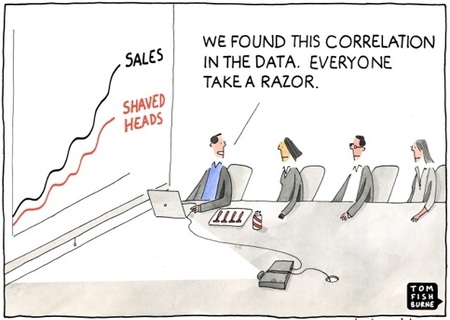 SALES
SHAVED
HEADS
WE FOUND THIS CORRELATION
IN THE DATA. EVERYONE
TAKE A RAZOR.
TOM
FISH
BURNE